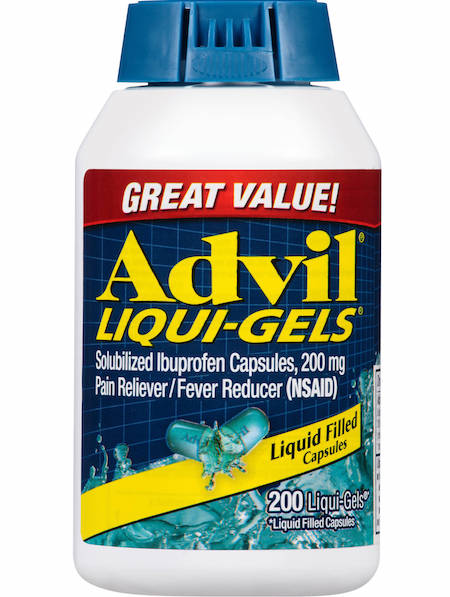 GREAT VALUE!
Advil®
LIQUI-GELS®
Solubilized Ibuprofen Capsules, 200 mg
Pain Reliever/Fever Reducer (NSAID)
Advil
Liquid Filled
Capsules
200 Liqui-Gels®*
*Liquid Filled Capsules